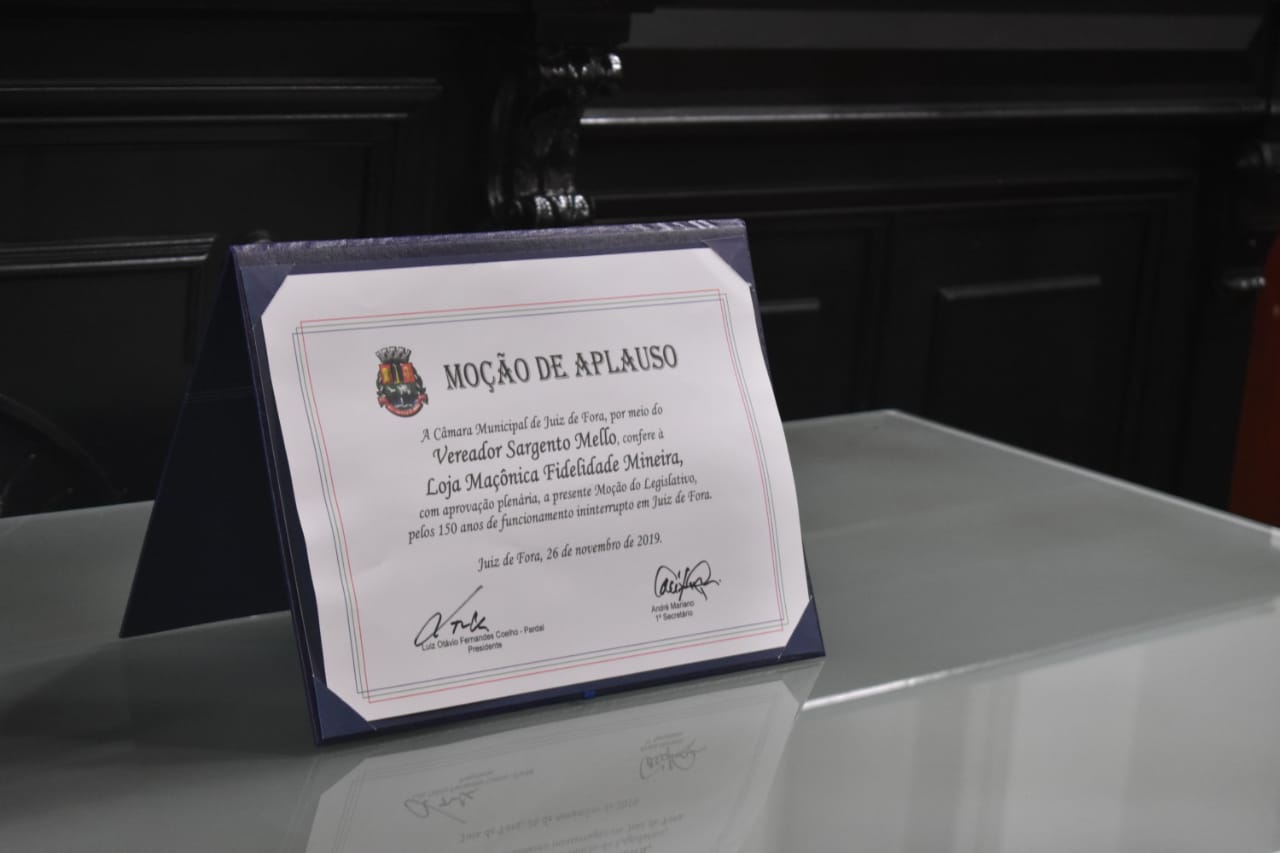 MOÇÃO DE APLAUSO
A Câmara Municipal de Juiz de Fora, por meio do
Vereador Sargento Mello, confere à
Loja Maçônica Fidelidade Mineira,
com aprovação plenária, a presente Moção do Legislativo,
pelos 150 anos de funcionamento ininterrupto em Juiz de Fora.
Juiz de Fora, 26 de novembro de 2019.
Luiz Otávio Fernandes Coelho - Pardal
Presidente
André Mariano
1º Secretário